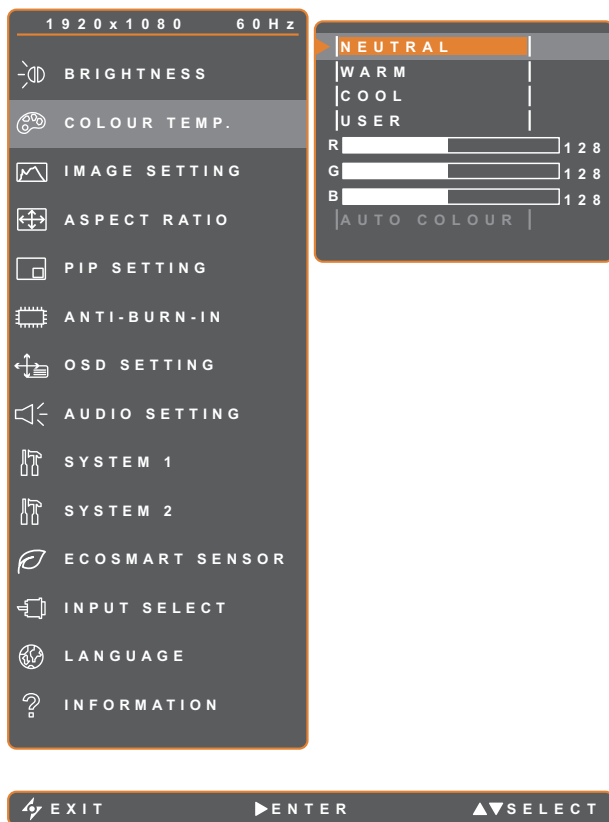 1920x1080 60Hz
BRIGHTNESS
COLOUR TEMP.
IMAGE SETTING
ASPECT RATIO
PIP SETTING
ANTI-BURN-IN
OSD SETTING
AUDIO SETTING
SYSTEM 1
SYSTEM 2
ECOSMART SENSOR
INPUT SELECT
LANGUAGE
INFORMATION
NEUTRAL
WARM
COOL
USER
R 128
G 128
B 128
AUTO COLOUR
EXIT ENTER SELECT